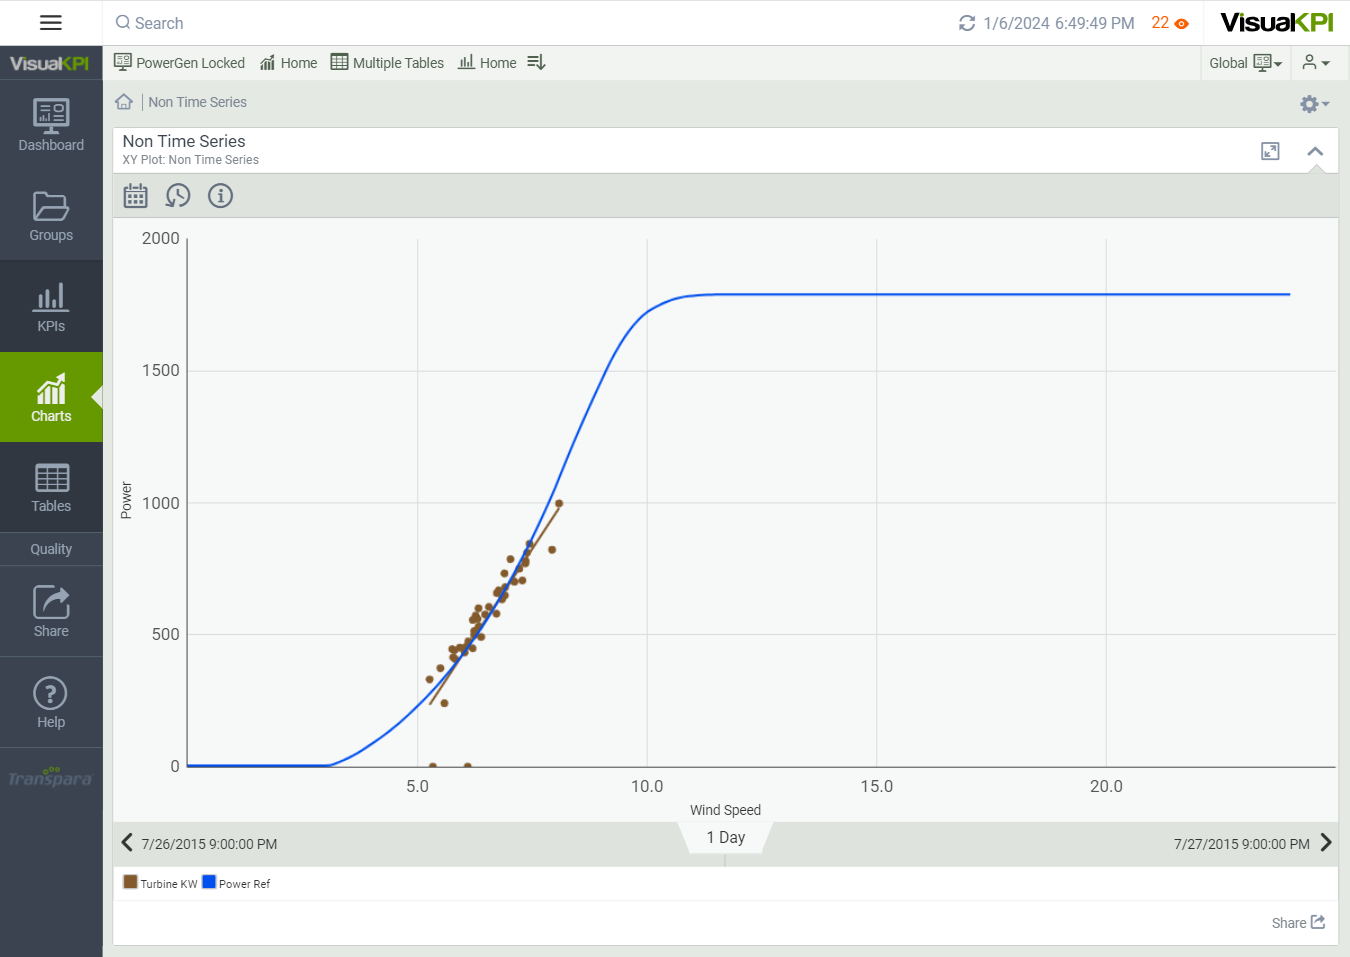 Search
1/6/2024 6:49:49 PM
22
VisualKPI
VisualKPI
PowerGen Locked
Home
Multiple Tables
Home
Global
Non Time Series
Dashboard
Groups
KPIs
Charts
Tables
Quality
Share
Help
Transpara
Non Time Series
XY Plot: Non Time Series
2000
1500
1000
500
0
Power
5.0
10.0
15.0
20.0
Wind Speed
7/26/2015 9:00:00 PM
1 Day
7/27/2015 9:00:00 PM
Turbine KW
Power Ref
Share